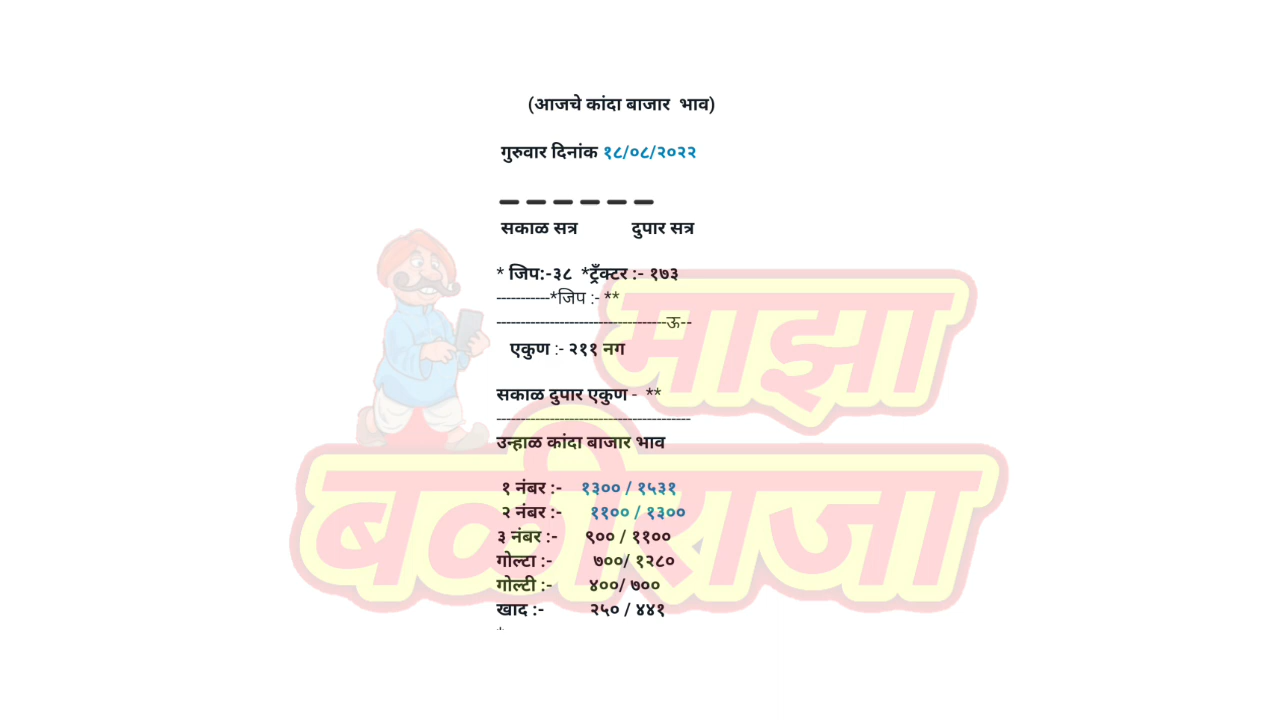 (आजचे कांदा बाजार भाव)
गुरुवार दिनांक १८/०८/२०२२
— — — — — —
सकाळ सत्र दुपार सत्र
* जिप:-३८ *ट्रॅंक्टर :- १७३
-----------*जिप :- **
-----------------------------------ऊ--
एकुण :- २११ नग
सकाळ दुपार एकुण - **
----------------------------------------
उन्हाळ कांदा बाजार भाव
१ नंबर :- १३०० / १५३१
२ नंबर :- ११०० / १३००
३ नंबर :- ९०० / ११००
गोल्टा :- ७००/ १२८०
गोल्टी :- ४००/ ७००
खाद :- २५० / ४४१
*
माझा
बळीराजा